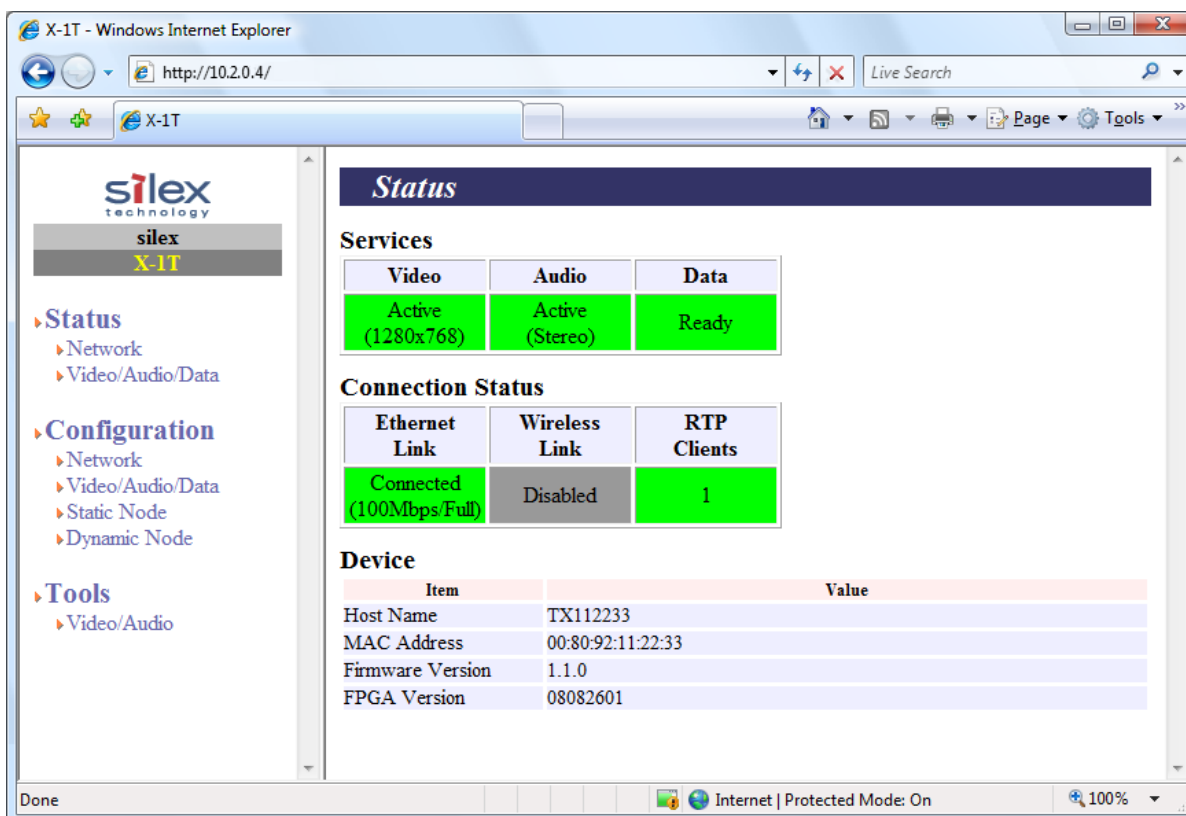 X-1T - Windows Internet Explorer
http://10.2.0.4/
Live Search
X-1T
Page
Tools
silex
technology
silex
X-1T
Status
Network
Video/Audio/Data
Configuration
Network
Video/Audio/Data
Static Node
Dynamic Node
Tools
Video/Audio
Status
Services
Video Audio Data
Active
(1280x768)
Active
(Stereo)
Ready
Connection Status
Ethernet
Link
Wireless
Link
RTP
Clients
Connected
(100Mbps/Full)
Disabled
1
Device
Item Value
Host Name TX112233
MAC Address 00:80:92:11:22:33
Firmware Version 1.1.0
FPGA Version 08082601
Done
Internet | Protected Mode: On
100%